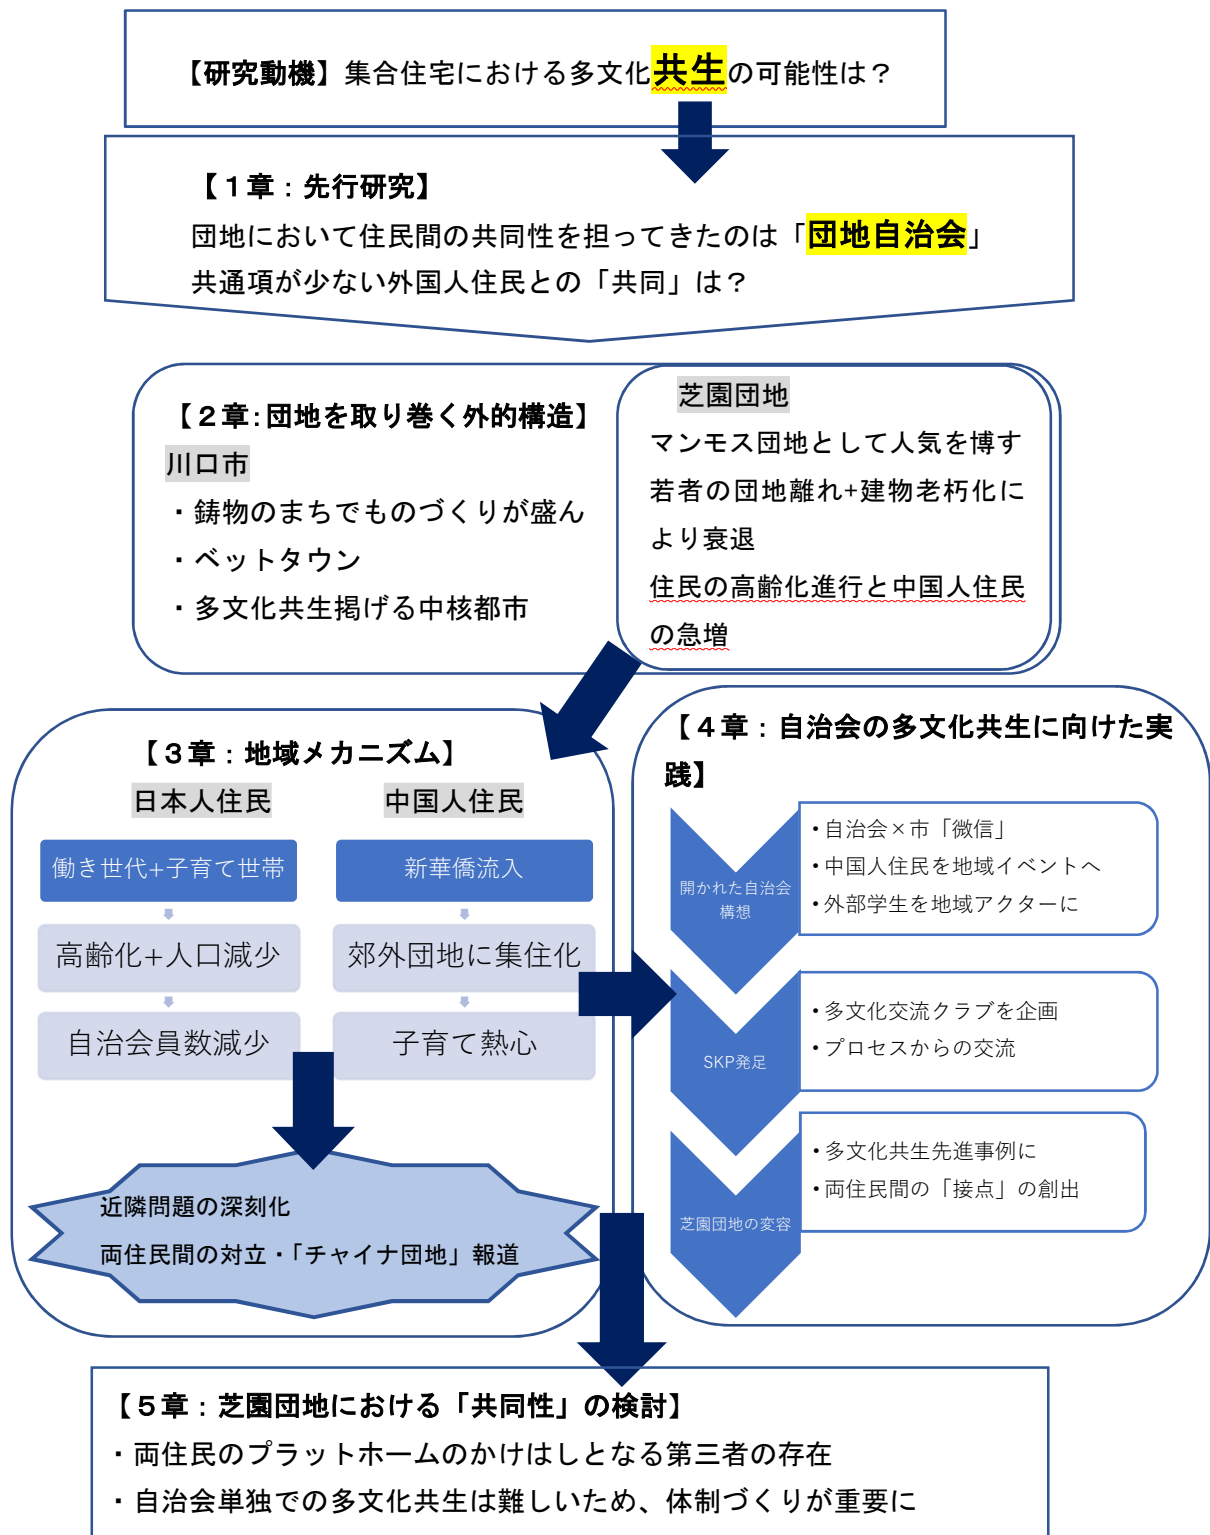 【研究動機】集合住宅における多文化共生の可能性は？
【１章：先行研究】
団地において住民間の共同性を担ってきたのは「団地自治会」
共通項が少ない外国人住民との「共同」は？
【２章：団地を取り巻く外的構造】
川口市
・鋳物のまちでものづくりが盛ん
・ベットタウン
・多文化共生掲げる中核都市
芝園団地
マンモス団地として人気を博す
若者の団地離れ+建物老朽化に
より衰退
住民の高齢化進行と中国人住民
の急増
【３章：地域メカニズム】
日本人住民
働き世代+子育て世帯
高齢化+人口減少
自治会員数減少
中国人住民
新華僑流入
郊外団地に集住化
子育て熱心
近隣問題の深刻化
両住民間の対立・「チャイナ団地」報道
【４章：自治会の多文化共生に向けた実
践】
開かれた自治会
構想
•自治会×市「微信」
•中国人住民を地域イベントへ
•外部学生を地域アクターに
SKP発足
•多文化交流クラブを企画
•プロセスからの交流
芝園団地の変容
•多文化共生先進事例に
•両住民間の「接点」の創出
【５章：芝園団地における「共同性」の検討】
・両住民のプラットホームのかけはしとなる第三者の存在
・自治会単独での多文化共生は難しいため、体制づくりが重要に